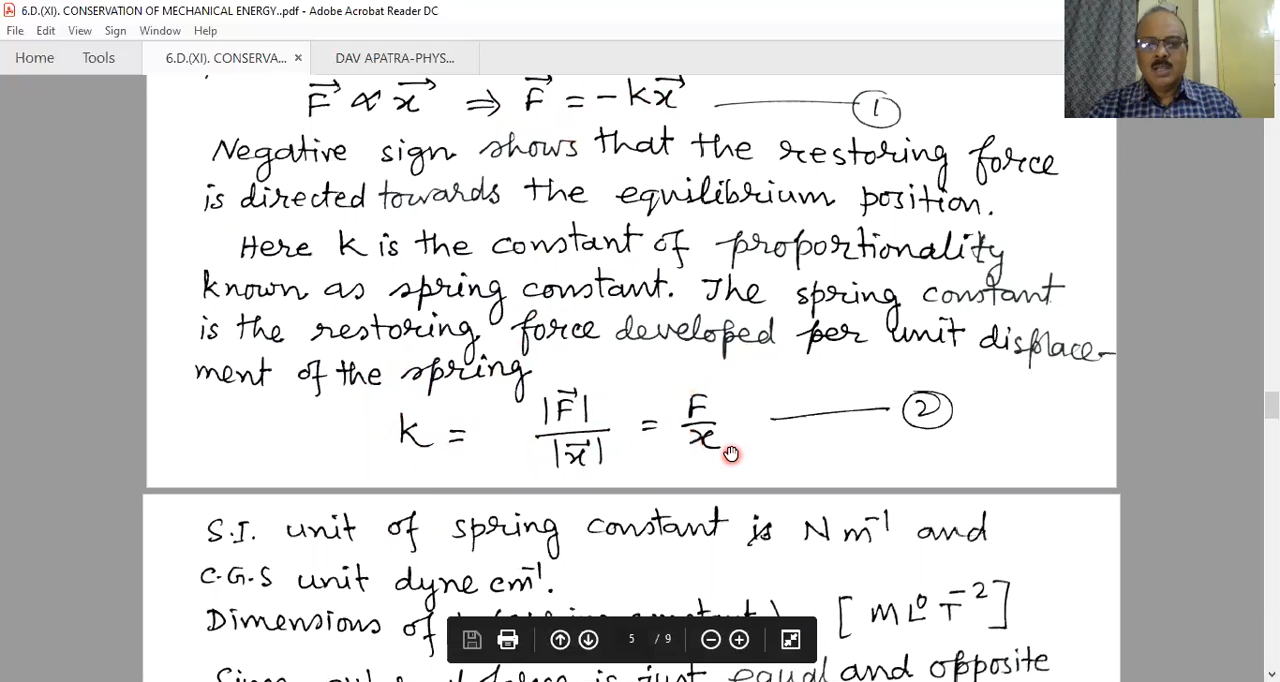 6.D.(XI). CONSERVATION OF MECHANICAL ENERGY..pdf - Adobe Acrobat Reader DC
File Edit View Sign Window Help
Home Tools 6.D.(XI). CONSERVA... × DAV APATRA-PHYS...
F⃗ ∝ x⃗ ⇒ F⃗ = -kx⃗ ——— ①
Negative sign shows that the restoring force
is directed towards the equilibrium position.
Here k is the constant of proportionality
known as spring constant. The spring constant
is the restoring force developed per unit displace-
ment of the spring
k = |F⃗|/|x⃗| = F/x ——— ②
S.I. unit of spring constant is N m⁻¹ and
C.G.S unit dyne cm⁻¹.
Dimensions of [M L⁰ T⁻²]
5 / 9
is just equal and opposite